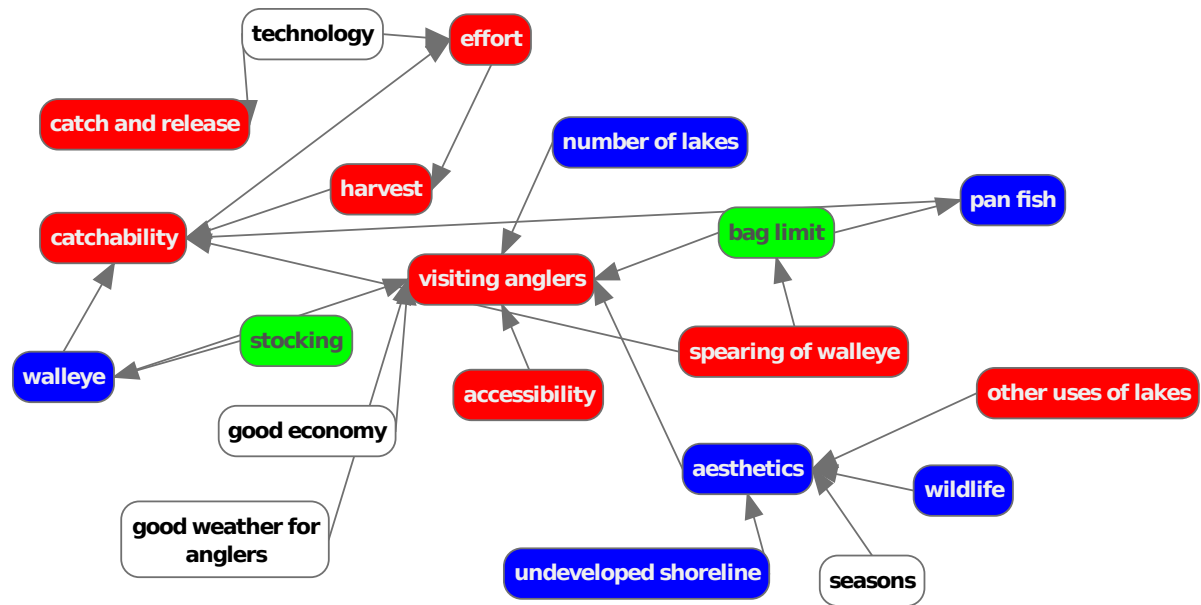 technology
effort
catch and release
number of lakes
harvest
pan fish
bag limit
catchability
visiting anglers
stocking
spearing of walleye
walleye
accessibility
other uses of lakes
good economy
aesthetics
wildlife
good weather for
anglers
undeveloped shoreline
seasons